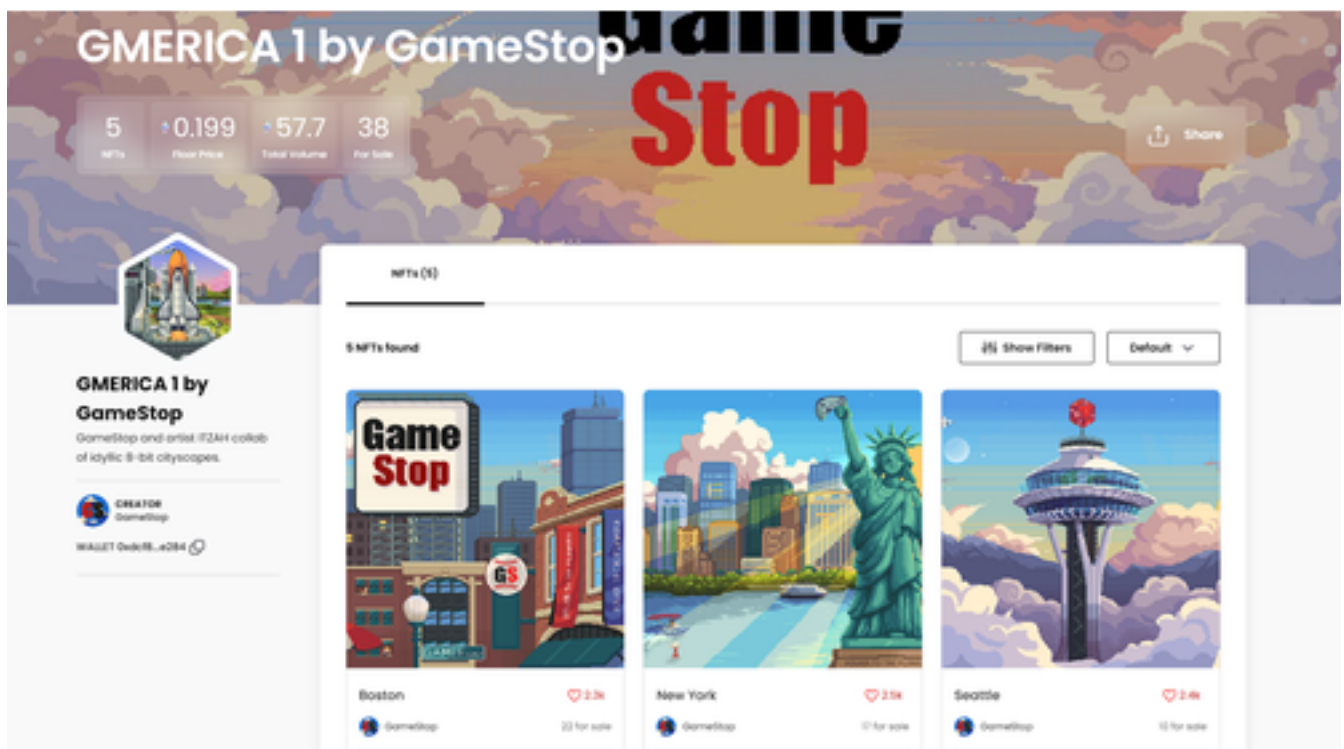 GMERICA 1 by GameStop
Game
Stop
5
0.199
57.7
38
NFTs
Floor Price
Total Volume
For Sale
Share
NFTs (5)
5 NFTs found
Show Filters
Default
GMERICA 1 by
GameStop
GameStop and artist ITZAH collab
of idyllic 8-bit cityscapes.
CREATOR
GameStop
WALLET
Game
Stop
GS
GAMES
Boston
2.3k
GameStop
for sale
New York
2.5k
GameStop
17 for sale
Seattle
2.4k
GameStop
for sale